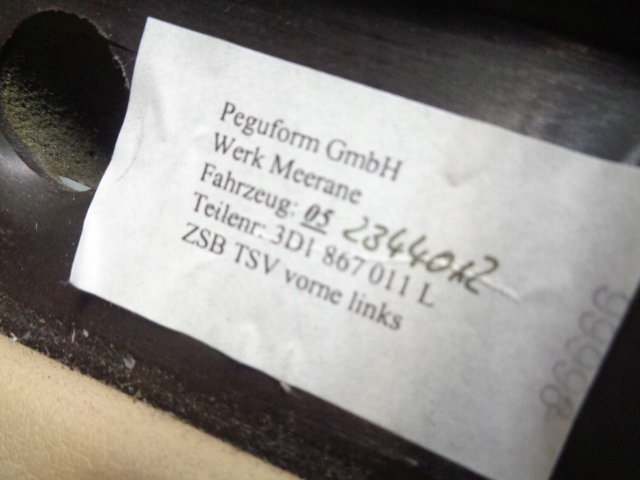 Peguform GmbH
Werk Meerane
Fahrzeug: 05 2344012
Teilenr: 3D1 867 011 L
ZSB TSV vorne links